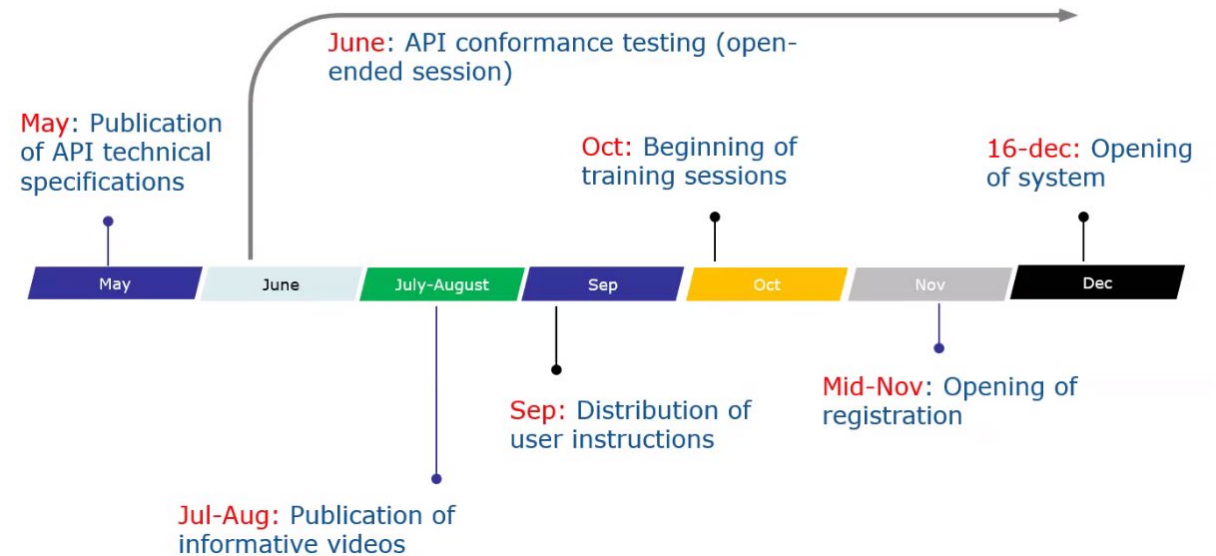 June: API conformance testing (open-
ended session)
May: Publication
of API technical
specifications
Oct: Beginning of
training sessions
16-dec: Opening
of system
May
June
July-August
Sep
Oct
Nov
Dec
Mid-Nov: Opening of
registration
Sep: Distribution of
user instructions
Jul-Aug: Publication of
informative videos